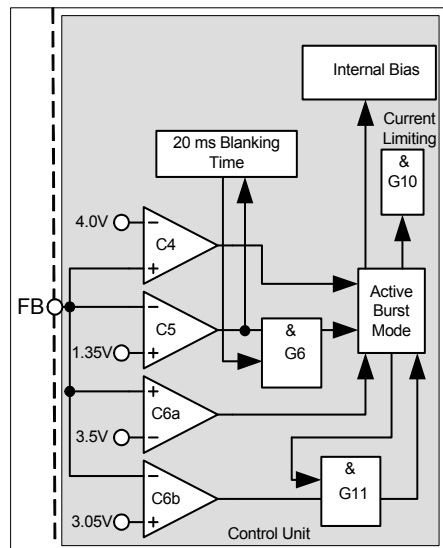 Internal Bias
Current
Limiting
20 ms Blanking
Time
&
G10
4.0V
−
C4
+
FB
−
C5
1.35V
+
&
G6
Active
Burst
Mode
+
C6a
3.5V
−
−
C6b
3.05V
+
&
G11
Control Unit